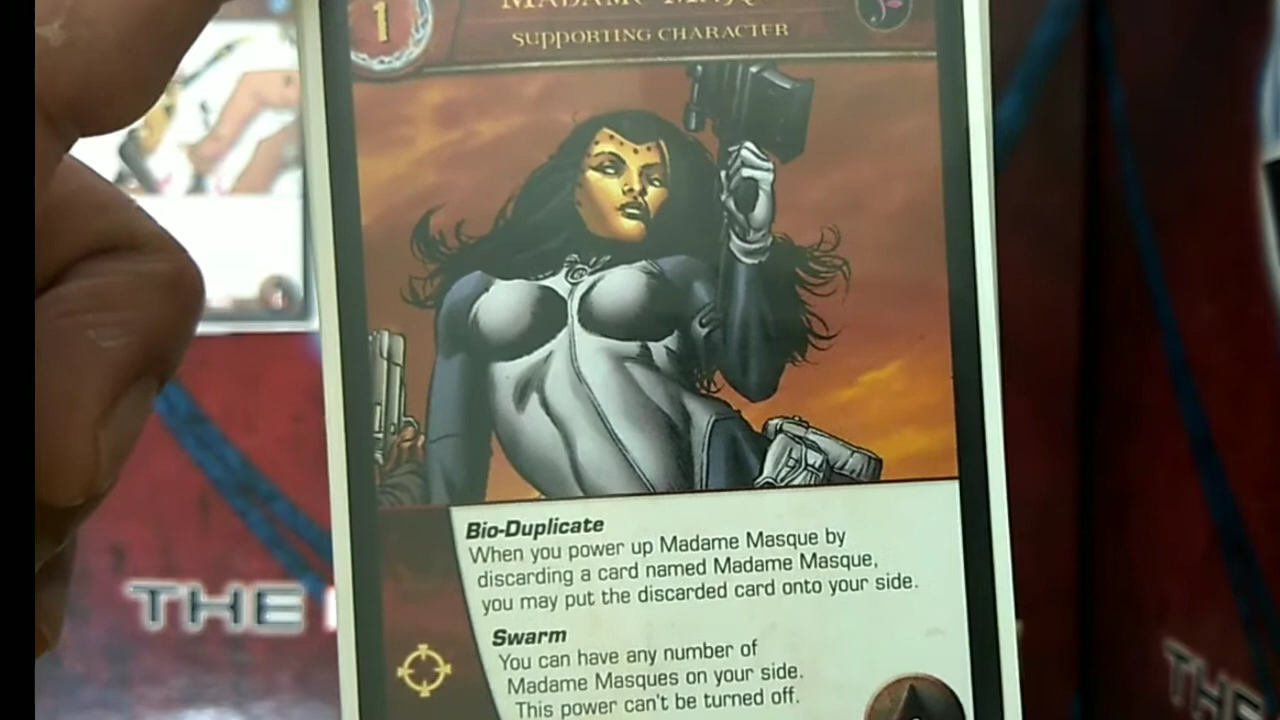 1
MADAME MASQUE
SUPPORTING CHARACTER
Bio-Duplicate
When you power up Madame Masque by
discarding a card named Madame Masque,
you may put the discarded card onto your side.
Swarm
You can have any number of
Madame Masques on your side.
This power can't be turned off.
THE
THE